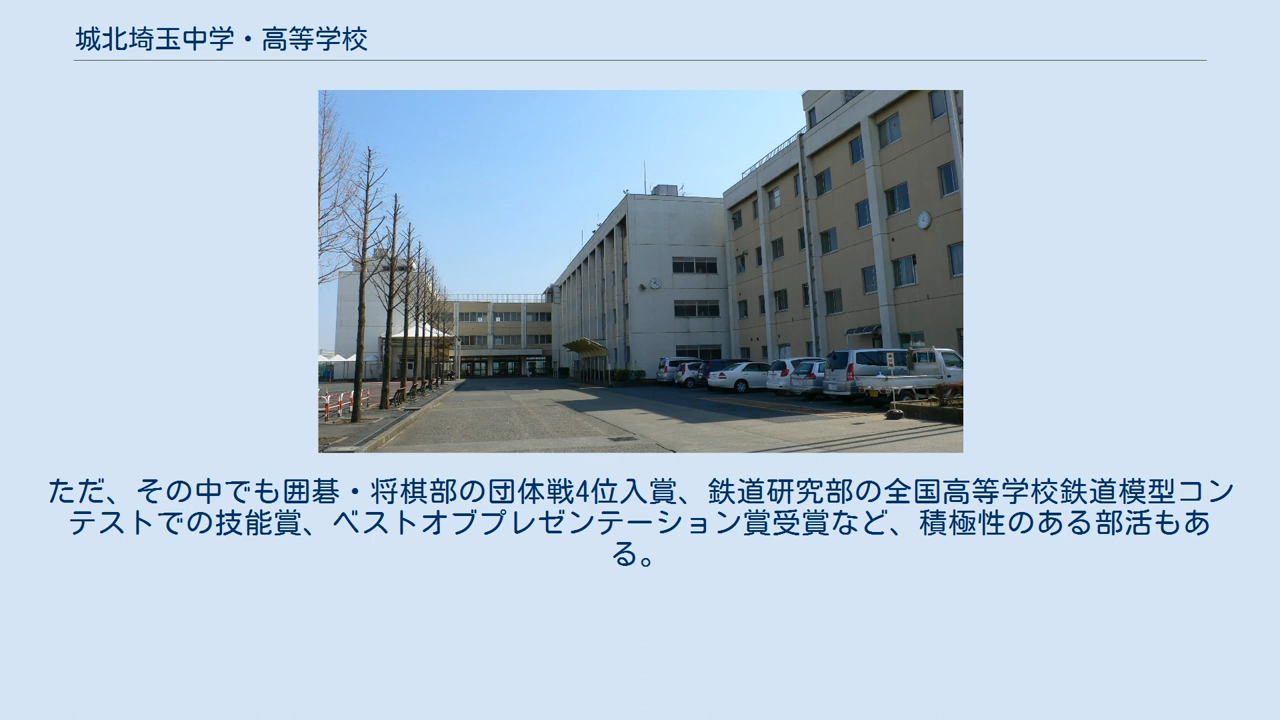 城北埼玉中学・高等学校
ただ、その中でも囲碁・将棋部の団体戦4位入賞、鉄道研究部の全国高等学校鉄道模型コン
テストでの技能賞、ベストオブプレゼンテーション賞受賞など、積極性のある部活もあ
る。